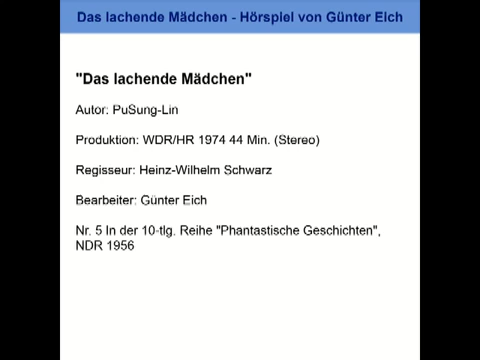 Das lachende Mädchen - Hörspiel von Günter Eich
"Das lachende Mädchen"
Autor: PuSung-Lin
Produktion: WDR/HR 1974 44 Min. (Stereo)
Regisseur: Heinz-Wilhelm Schwarz
Bearbeiter: Günter Eich
Nr. 5 In der 10-tlg. Reihe "Phantastische Geschichten",
NDR 1956